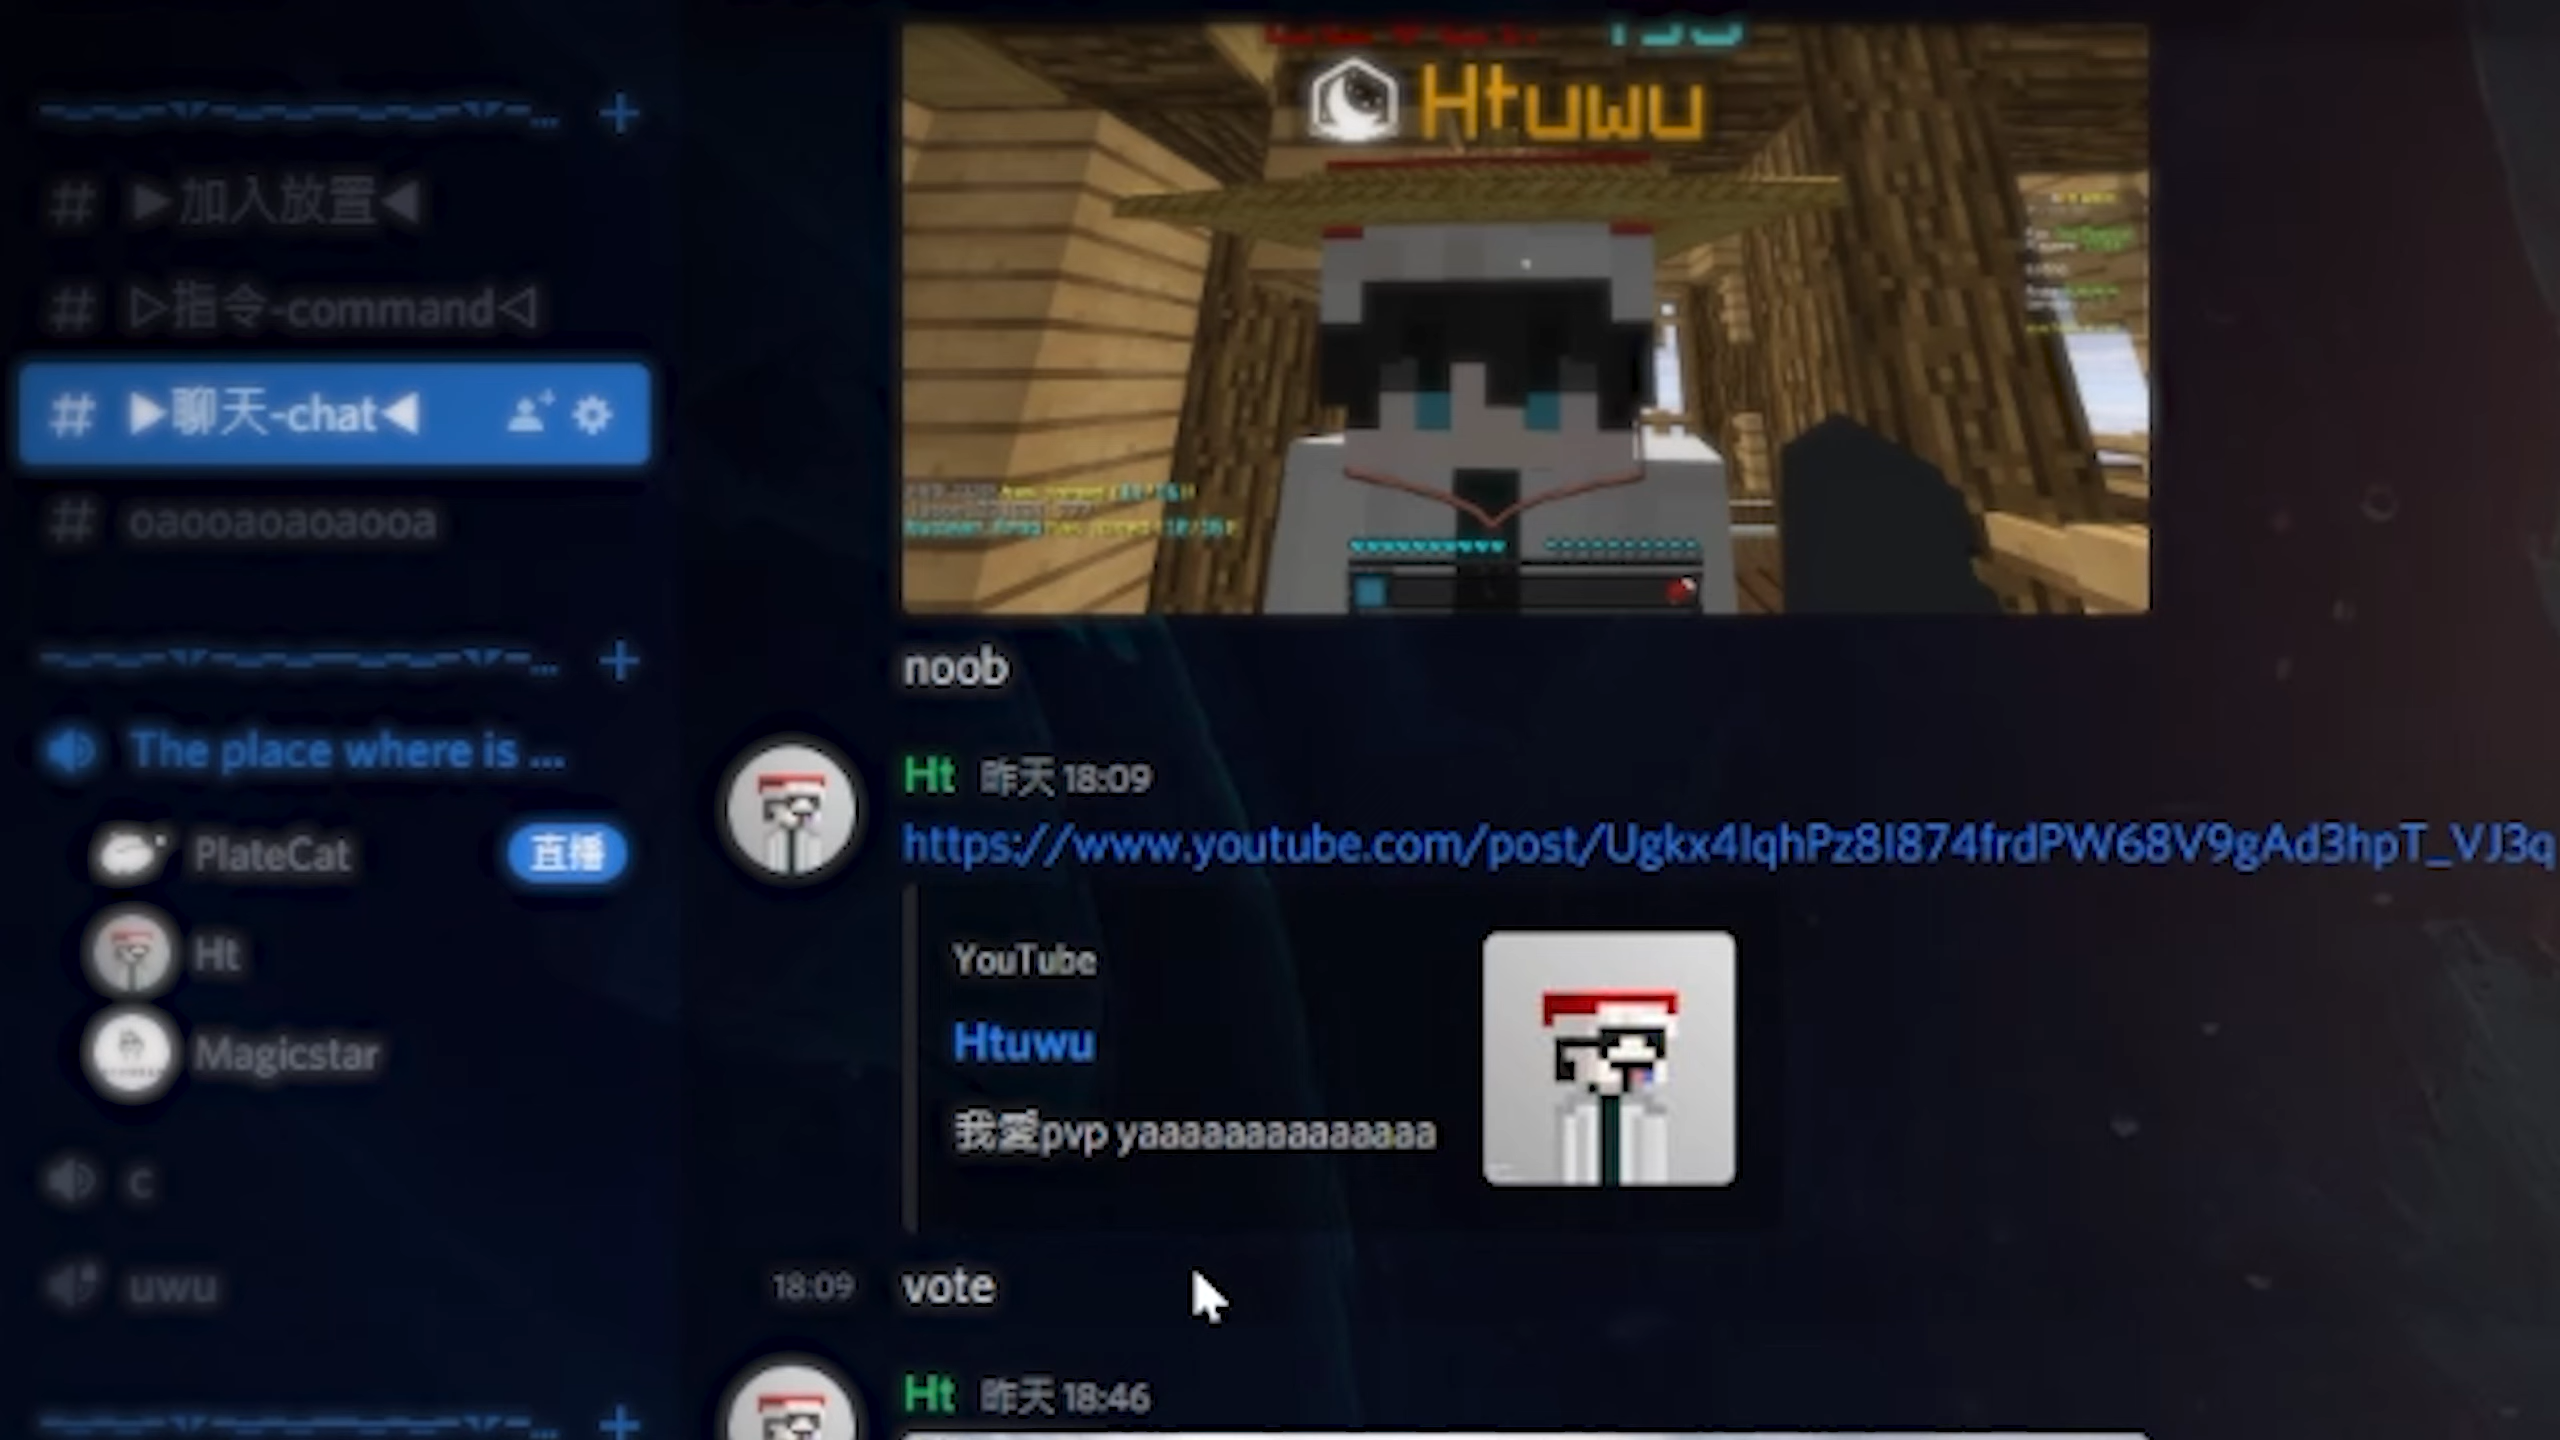 # ▶加入放置◀
# ▷指令-command◁
# ▶聊天-chat◀
# oaooaoaoaooa
The place where is ...
PlateCat 直播
Ht
Magicstar
c
uwu
Htuwu
noob
Ht 昨天 18:09
https://www.youtube.com/post/Ugkx4IqhPz8I874frdPW68V9gAd3hpT_VJ3q
YouTube
Htuwu
我愛pvp yaaaaaaaaaaaaaa
18:09 vote
Ht 昨天 18:46